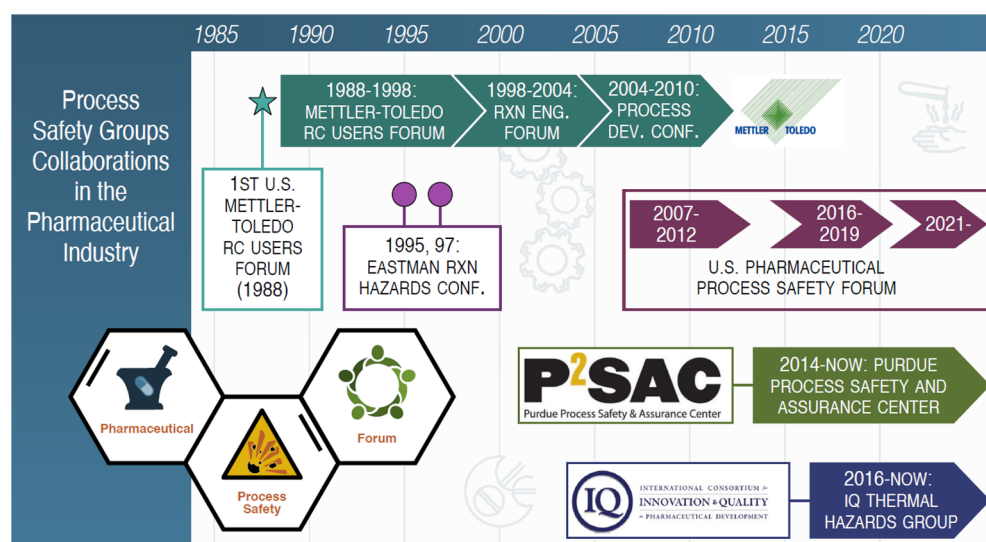 1985 1990 1995 2000 2005 2010 2015 2020
Process
Safety Groups
Collaborations
in the
Pharmaceutical
Industry
1988-1998:
METTLER-TOLEDO
RC USERS FORUM
1998-2004:
RXN ENG.
FORUM
2004-2010:
PROCESS
DEV. CONF.
METTLER TOLEDO
1ST U.S.
METTLER-
TOLEDO
RC USERS
FORUM
(1988)
1995, 97:
EASTMAN RXN
HAZARDS CONF.
2007-
2012
2016-
2019
2021-
U.S. PHARMACEUTICAL
PROCESS SAFETY FORUM
Pharmaceutical
Process
Safety
Forum
P2SAC
Purdue Process Safety & Assurance Center
2014-NOW: PURDUE
PROCESS SAFETY AND
ASSURANCE CENTER
IQ
INTERNATIONAL CONSORTIUM for
INNOVATION & QUALITY
in PHARMACEUTICAL DEVELOPMENT
2016-NOW:
IQ THERMAL
HAZARDS GROUP